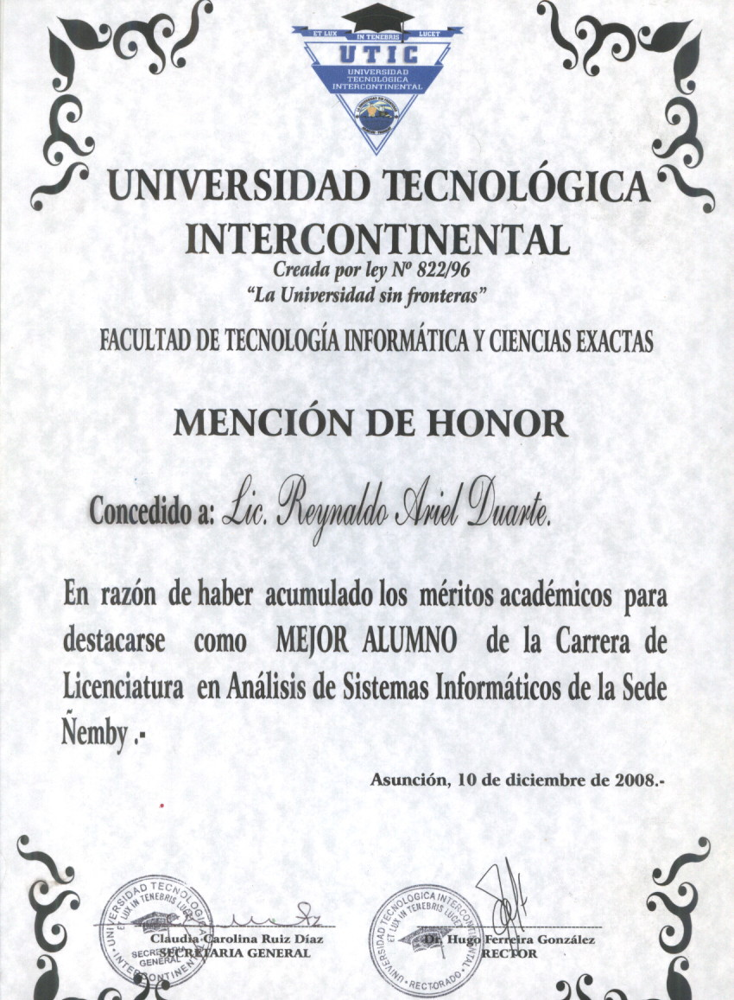 ET LUX IN TENEBRIS LUCET
UTIC
UNIVERSIDAD
TECNOLOGICA
INTERCONTINENTAL
UNIVERSIDAD TECNOLÓGICA
INTERCONTINENTAL
Creada por ley Nº 822/96
“La Universidad sin fronteras”
FACULTAD DE TECNOLOGÍA INFORMÁTICA Y CIENCIAS EXACTAS
MENCIÓN DE HONOR
Concedido a: Lic. Reynaldo Ariel Duarte.
En razón de haber acumulado los méritos académicos para
destacarse como MEJOR ALUMNO de la Carrera de
Licenciatura en Análisis de Sistemas Informáticos de la Sede
Ñemby .-
Asunción, 10 de diciembre de 2008.-
UNIVERSIDAD TECNOLOGICA INTERCONTINENTAL
ET LUX IN TENEBRIS LUCET
SECRETARIA
GENERAL
Claudia Carolina Ruiz Díaz
SECRETARIA GENERAL
UNIVERSIDAD TECNOLOGICA INTERCONTINENTAL
ET LUX IN TENEBRIS LUCET
RECTORADO
Dr. Hugo Ferreira González
RECTOR